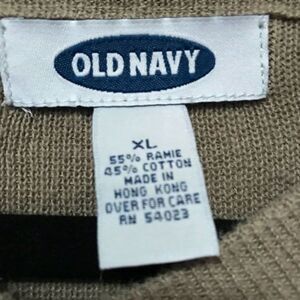 OLD NAVY
XL
55% RAMIE
45% COTTON
MADE IN
HONG KONG
OVER FOR CARE
RN 54023